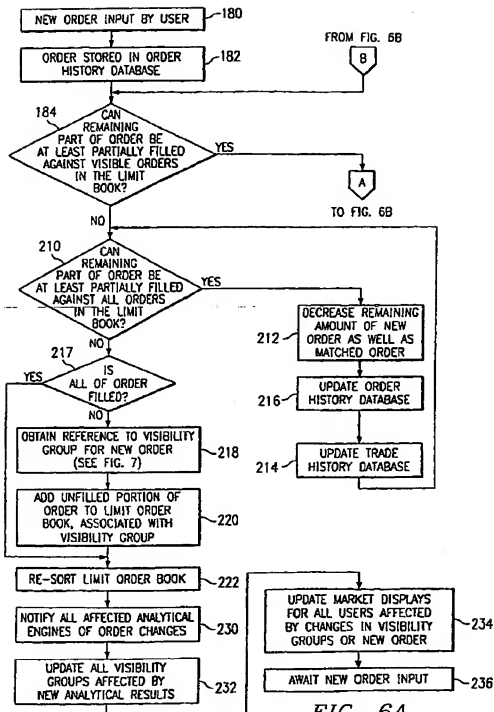 NEW ORDER INPUT BY USER
180
ORDER STORED IN ORDER
HISTORY DATABASE
182
FROM FIG. 6B
B
184
CAN
REMAINING
PART OF ORDER BE
AT LEAST PARTIALLY FILLED
AGAINST VISIBLE ORDERS
IN THE LIMIT
BOOK?
YES
A
TO FIG. 6B
NO
210
CAN
REMAINING
PART OF ORDER BE
AT LEAST PARTIALLY FILLED
AGAINST ALL ORDERS
IN THE LIMIT
BOOK?
YES
NO
212
DECREASE REMAINING
AMOUNT OF NEW
ORDER AS WELL AS
MATCHED ORDER
216
UPDATE ORDER
HISTORY DATABASE
214
UPDATE TRADE
HISTORY DATABASE
217
YES
IS
ALL OF ORDER
FILLED?
NO
OBTAIN REFERENCE TO VISIBILITY
GROUP FOR NEW ORDER
(SEE FIG. 7)
218
ADD UNFILLED PORTION OF
ORDER TO LIMIT ORDER
BOOK, ASSOCIATED WITH
VISIBILITY GROUP
220
RE-SORT LIMIT ORDER BOOK
222
NOTIFY ALL AFFECTED ANALYTICAL
ENGINES OF ORDER CHANGES
230
UPDATE ALL VISIBILITY
GROUPS AFFECTED BY
NEW ANALYTICAL RESULTS
232
UPDATE MARKET DISPLAYS
FOR ALL USERS AFFECTED
BY CHANGES IN VISIBILITY
GROUPS OR NEW ORDER
234
AWAIT NEW ORDER INPUT
236
FIG. 6A